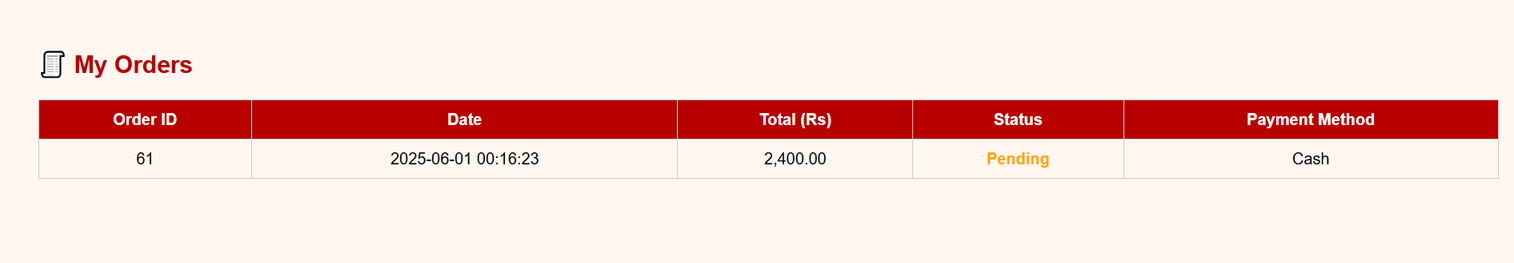 My Orders
Order ID Date Total (Rs) Status Payment Method
61 2025-06-01 00:16:23 2,400.00 Pending Cash